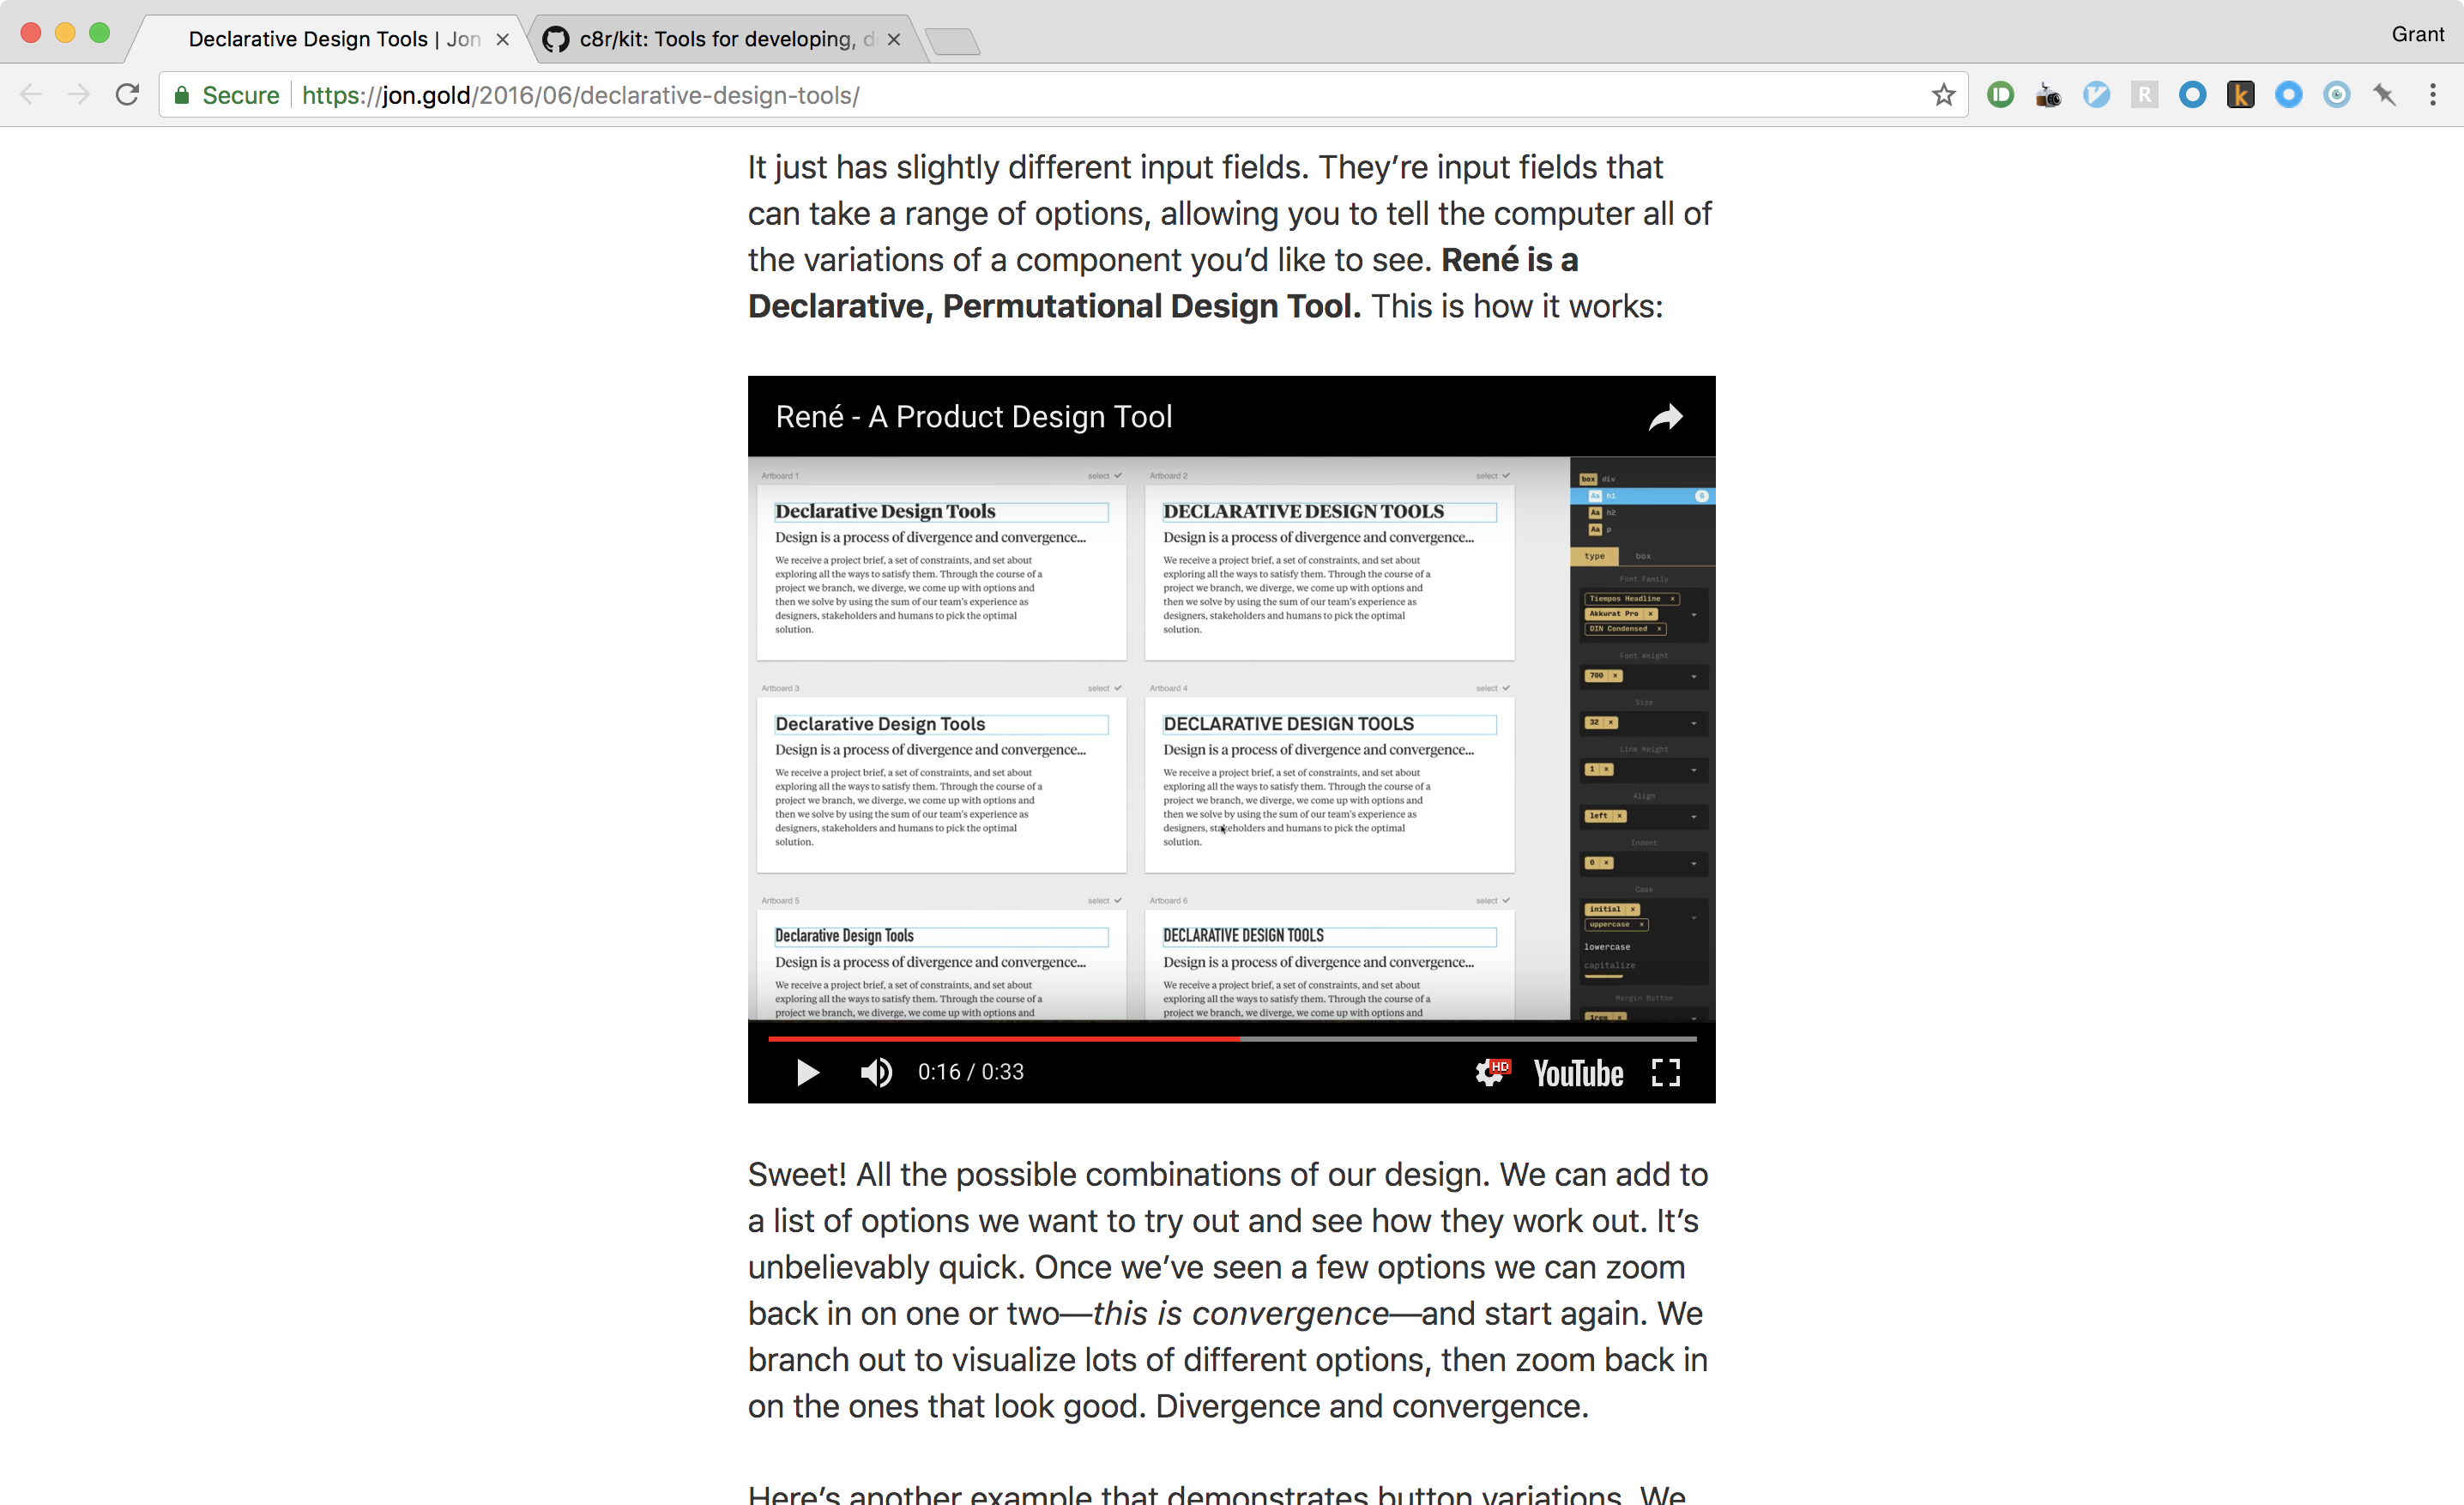 Declarative Design Tools | Jon
c8r/kit: Tools for developing, d
Grant
Secure
https://jon.gold/2016/06/declarative-design-tools/
It just has slightly different input fields. They’re input fields that
can take a range of options, allowing you to tell the computer all of
the variations of a component you’d like to see. René is a
Declarative, Permutational Design Tool. This is how it works:
René - A Product Design Tool
Artboard 1
select
Declarative Design Tools
Design is a process of divergence and convergence...
We receive a project brief, a set of constraints, and set about
exploring all the ways to satisfy them. Through the course of a
project we branch, we diverge, we come up with options and
then we solve by using the sum of our team’s experience as
designers, stakeholders and humans to pick the optimal
solution.
Artboard 2
select
DECLARATIVE DESIGN TOOLS
Design is a process of divergence and convergence...
We receive a project brief, a set of constraints, and set about
exploring all the ways to satisfy them. Through the course of a
project we branch, we diverge, we come up with options and
then we solve by using the sum of our team’s experience as
designers, stakeholders and humans to pick the optimal
solution.
Artboard 3
select
Declarative Design Tools
Design is a process of divergence and convergence...
We receive a project brief, a set of constraints, and set about
exploring all the ways to satisfy them. Through the course of a
project we branch, we diverge, we come up with options and
then we solve by using the sum of our team’s experience as
designers, stakeholders and humans to pick the optimal
solution.
Artboard 4
select
DECLARATIVE DESIGN TOOLS
Design is a process of divergence and convergence...
We receive a project brief, a set of constraints, and set about
exploring all the ways to satisfy them. Through the course of a
project we branch, we diverge, we come up with options and
then we solve by using the sum of our team’s experience as
designers, stakeholders and humans to pick the optimal
solution.
Artboard 5
select
Declarative Design Tools
Design is a process of divergence and convergence...
We receive a project brief, a set of constraints, and set about
exploring all the ways to satisfy them. Through the course of a
project we branch, we diverge, we come up with options and
Artboard 6
select
DECLARATIVE DESIGN TOOLS
Design is a process of divergence and convergence...
We receive a project brief, a set of constraints, and set about
exploring all the ways to satisfy them. Through the course of a
project we branch, we diverge, we come up with options and
box div
Aa h1 6
Aa h2
Aa p
type box
Font Family
Tiempos Headline ×
Akkurat Pro ×
DIN Condensed ×
Font Weight
700 ×
Size
32 ×
Line Height
1 ×
Align
left ×
Indent
0 ×
Case
initial ×
uppercase ×
lowercase
capitalize
Margin Bottom
1rem ×
0:16 / 0:33
HD
YouTube
Sweet! All the possible combinations of our design. We can add to
a list of options we want to try out and see how they work out. It’s
unbelievably quick. Once we’ve seen a few options we can zoom
back in on one or two—this is convergence—and start again. We
branch out to visualize lots of different options, then zoom back in
on the ones that look good. Divergence and convergence.
Here’s another example that demonstrates button variations. We